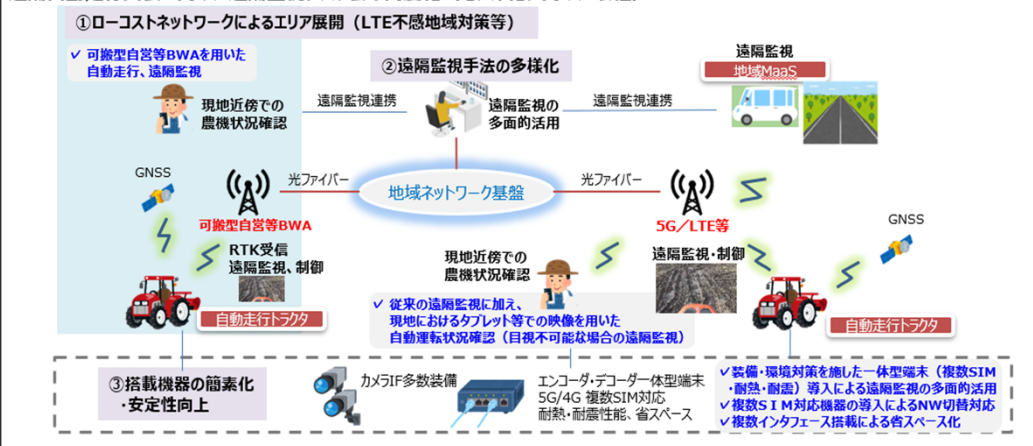 ①ローコストネットワークによるエリア展開(LTE不感地域対策等)
✓ 可搬型自営等BWAを用いた
自動走行、遠隔監視
②遠隔監視手法の多様化
遠隔監視
地域MaaS
現地近傍での
農機状況確認
遠隔監視連携
遠隔監視の
多面的活用
遠隔監視連携
GNSS
光ファイバー
地域ネットワーク基盤
光ファイバー
可搬型自営等BWA
5G/LTE等
GNSS
RTK受信
遠隔監視、制御
現地近傍での
農機状況確認
遠隔監視・制御
自動走行トラクタ
✓ 従来の遠隔監視に加え、
現地におけるタブレット等での映像を用いた
自動運転状況確認(目視不可能な場合の遠隔監視)
自動走行トラクタ
③搭載機器の簡素化
・安定性向上
カメラIF多数装備
エンコーダ・デコーダ一体型端末
5G/4G 複数SIM対応
耐熱・耐震性能、省スペース
✓装備・環境対策を施した一体型端末(複数SIM
・耐熱・耐震)導入による遠隔監視の多面的活用
✓複数SIM対応機器の導入によるNW切替対応
✓複数インタフェース搭載による省スペース化